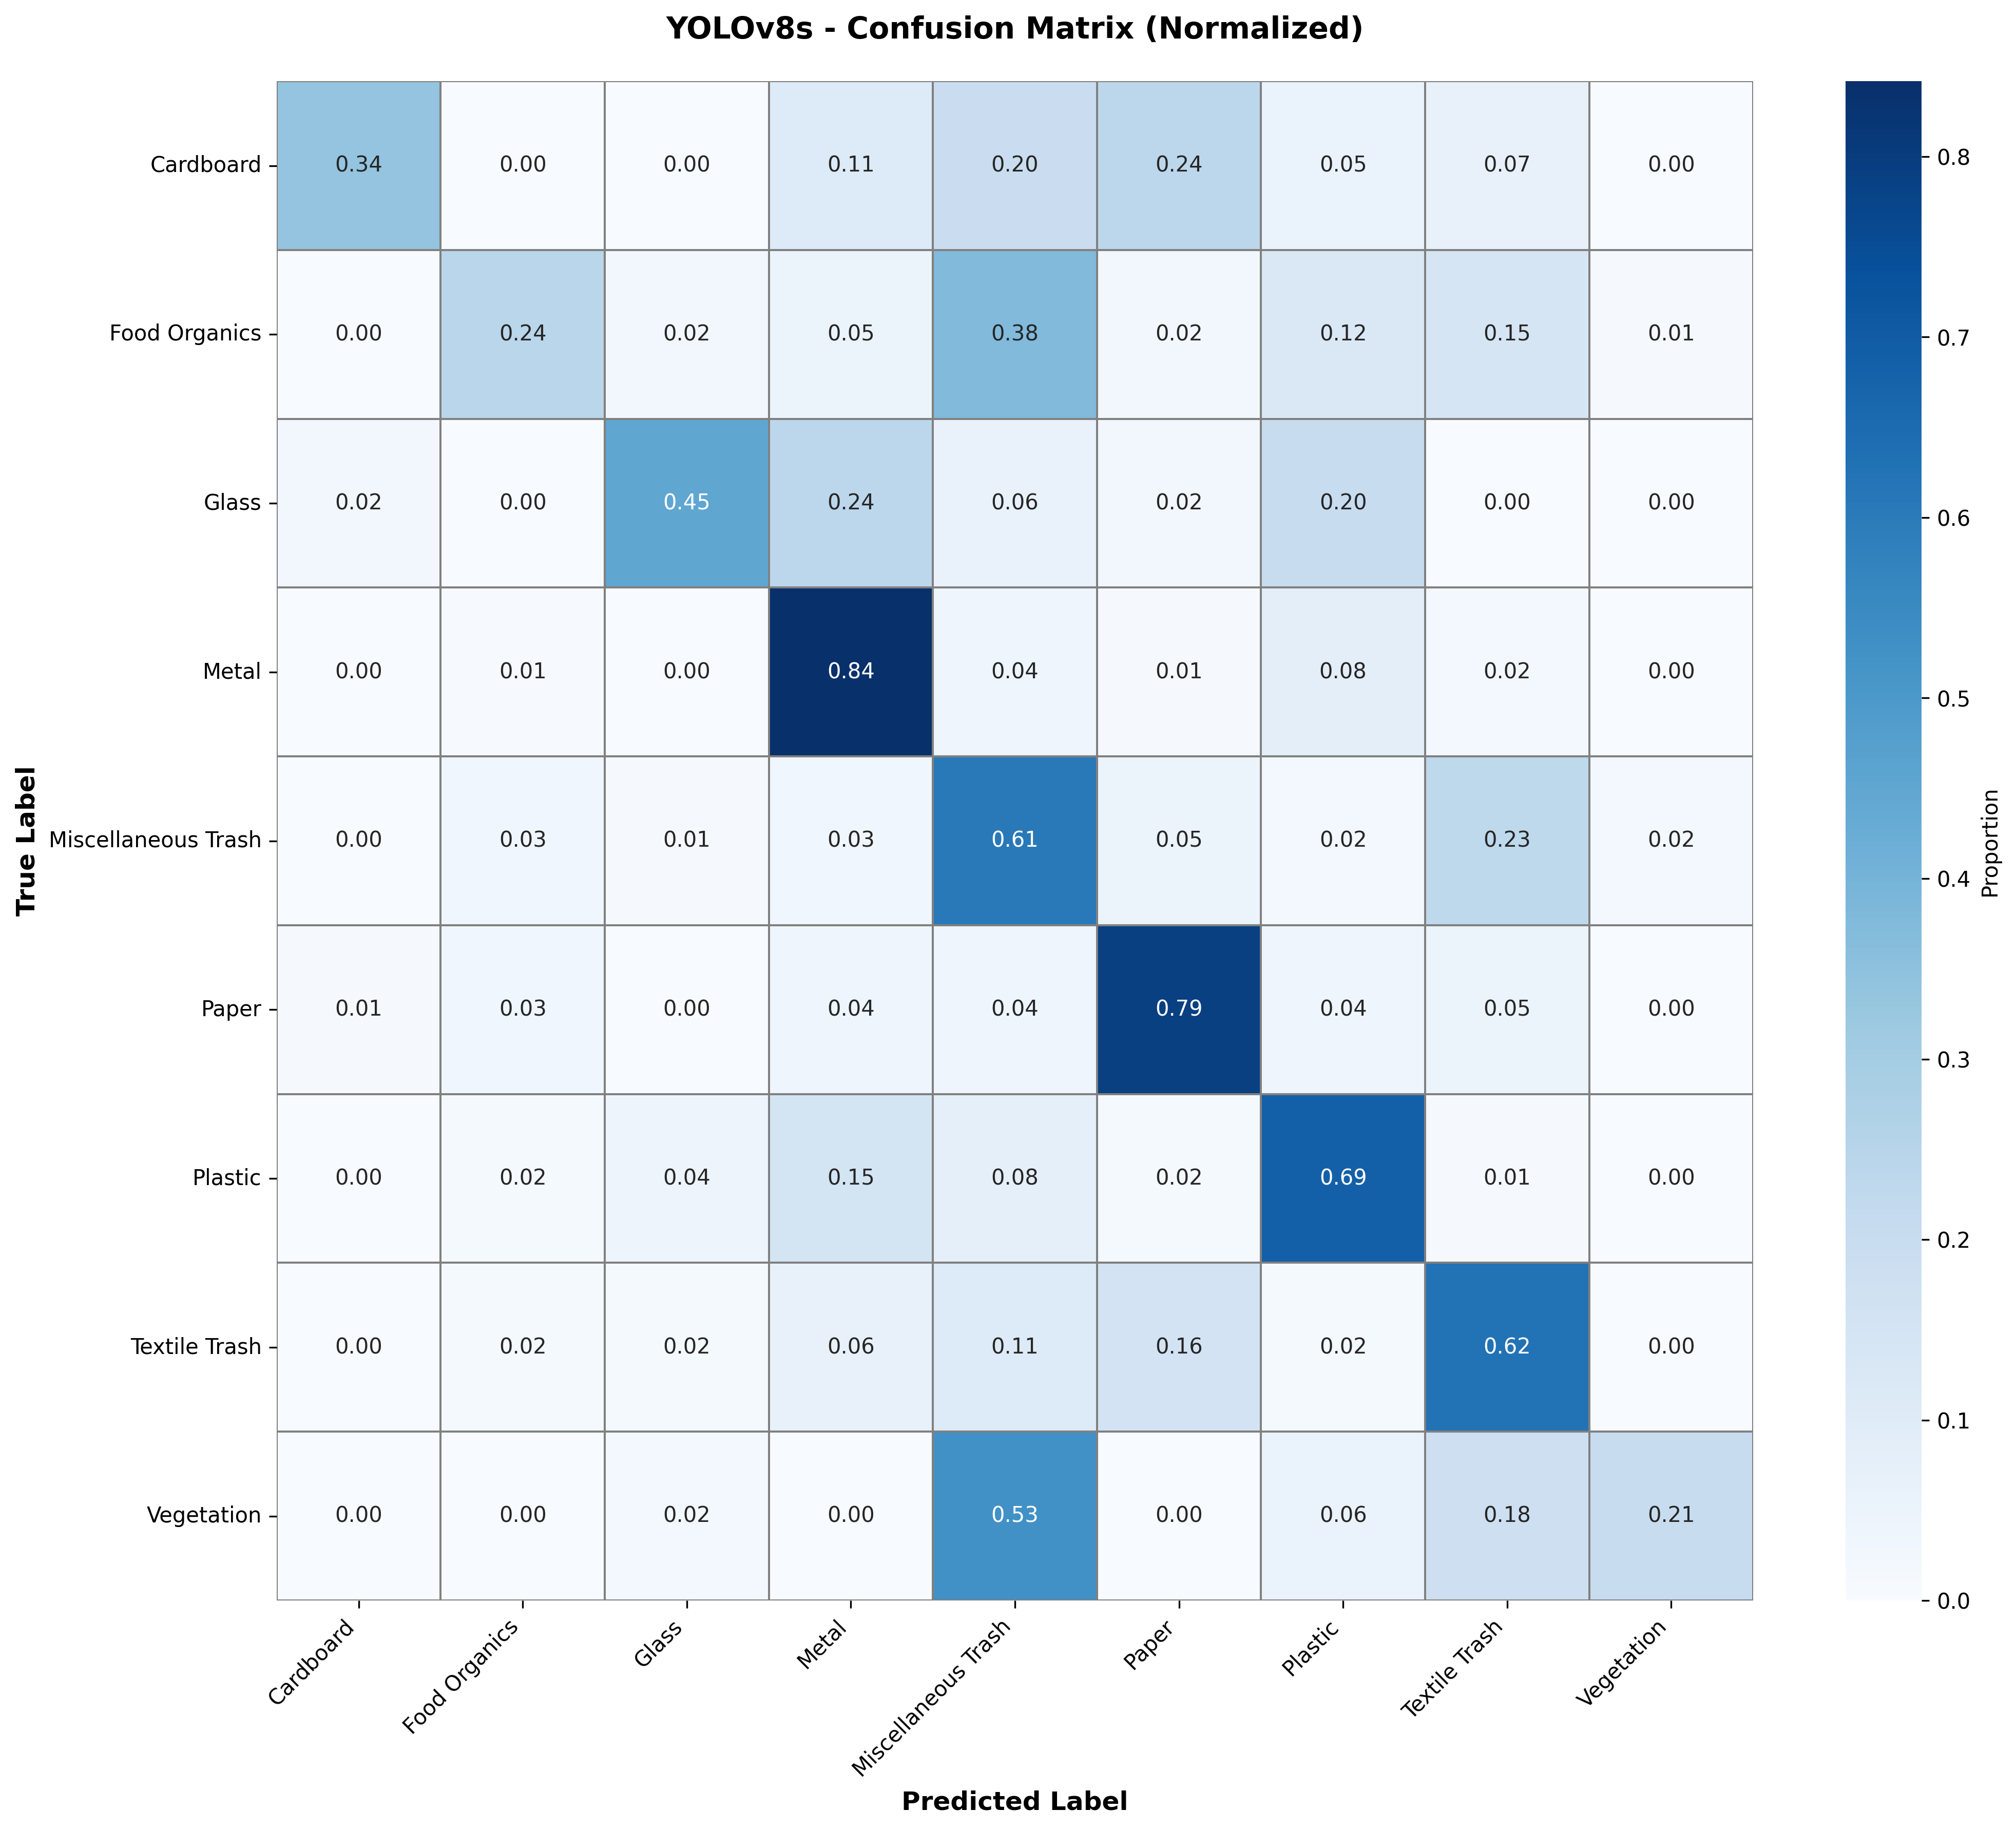 YOLOv8s - Confusion Matrix (Normalized)
Cardboard 0.34 0.00 0.00 0.11 0.20 0.24 0.05 0.07 0.00
Food Organics 0.00 0.24 0.02 0.05 0.38 0.02 0.12 0.15 0.01
Glass 0.02 0.00 0.45 0.24 0.06 0.02 0.20 0.00 0.00
Metal 0.00 0.01 0.00 0.84 0.04 0.01 0.08 0.02 0.00
Miscellaneous Trash 0.00 0.03 0.01 0.03 0.61 0.05 0.02 0.23 0.02
Paper 0.01 0.03 0.00 0.04 0.04 0.79 0.04 0.05 0.00
Plastic 0.00 0.02 0.04 0.15 0.08 0.02 0.69 0.01 0.00
Textile Trash 0.00 0.02 0.02 0.06 0.11 0.16 0.02 0.62 0.00
Vegetation 0.00 0.00 0.02 0.00 0.53 0.00 0.06 0.18 0.21
True Label
Cardboard
Food Organics
Glass
Metal
Miscellaneous Trash
Paper
Plastic
Textile Trash
Vegetation
Predicted Label
0.8
0.7
0.6
0.5
0.4
0.3
0.2
0.1
0.0
Proportion